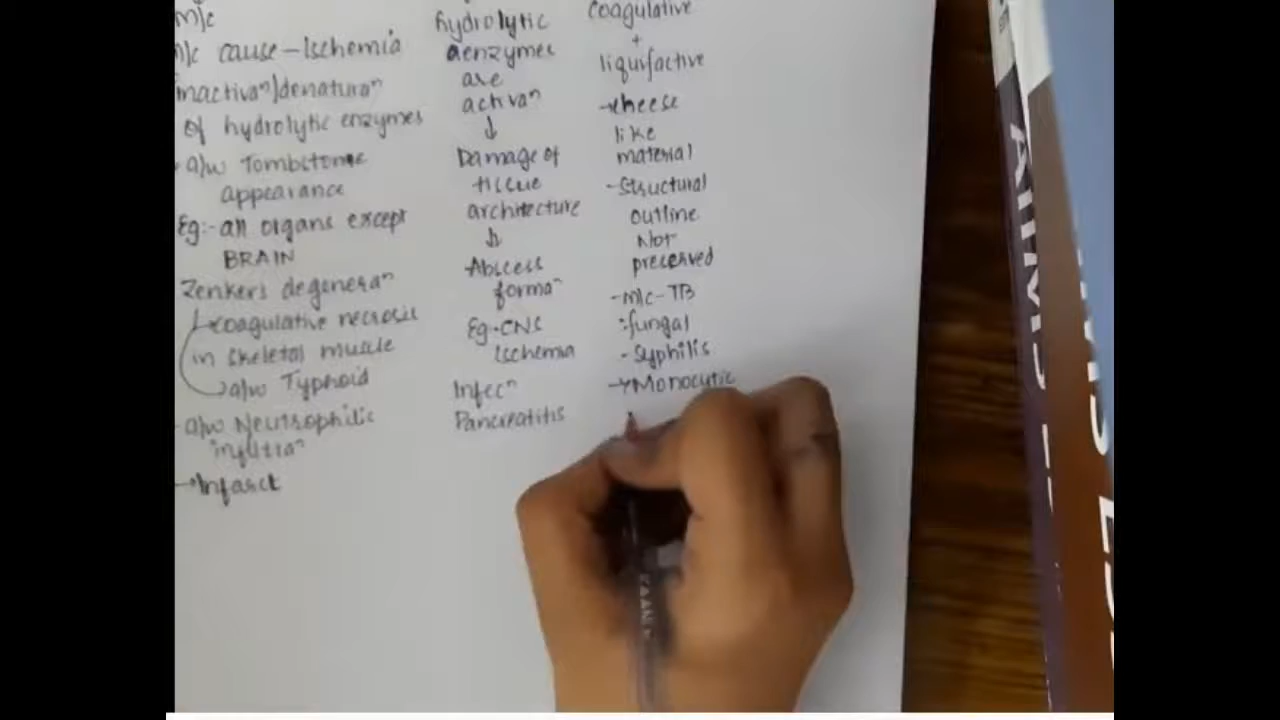 m/c
m/c cause - Ischemia
inactivaⁿ/denaturaⁿ
of hydrolytic enzymes
- a/w Tombstone
appearance
Eg:- all organs except
BRAIN
Zenkers degeneraⁿ
coagulative necrosis
in skeletal muscle
→ a/w Typhoid
- a/w Neutrophilic
→ Infarct
hydrolytic
aenzymes
are
activaⁿ
↓
Damage of
tissue
architecture
↓
Abscess
formaⁿ
Eg - CNS
Ischemia
Infecⁿ
Pancreatitis
coagulative
+
liquifactive
→ cheese
like
material
- Structural
outline
Not
preserved
- m/c - TB
- fungal
- Syphilis
→ Monocytic
AIIMS